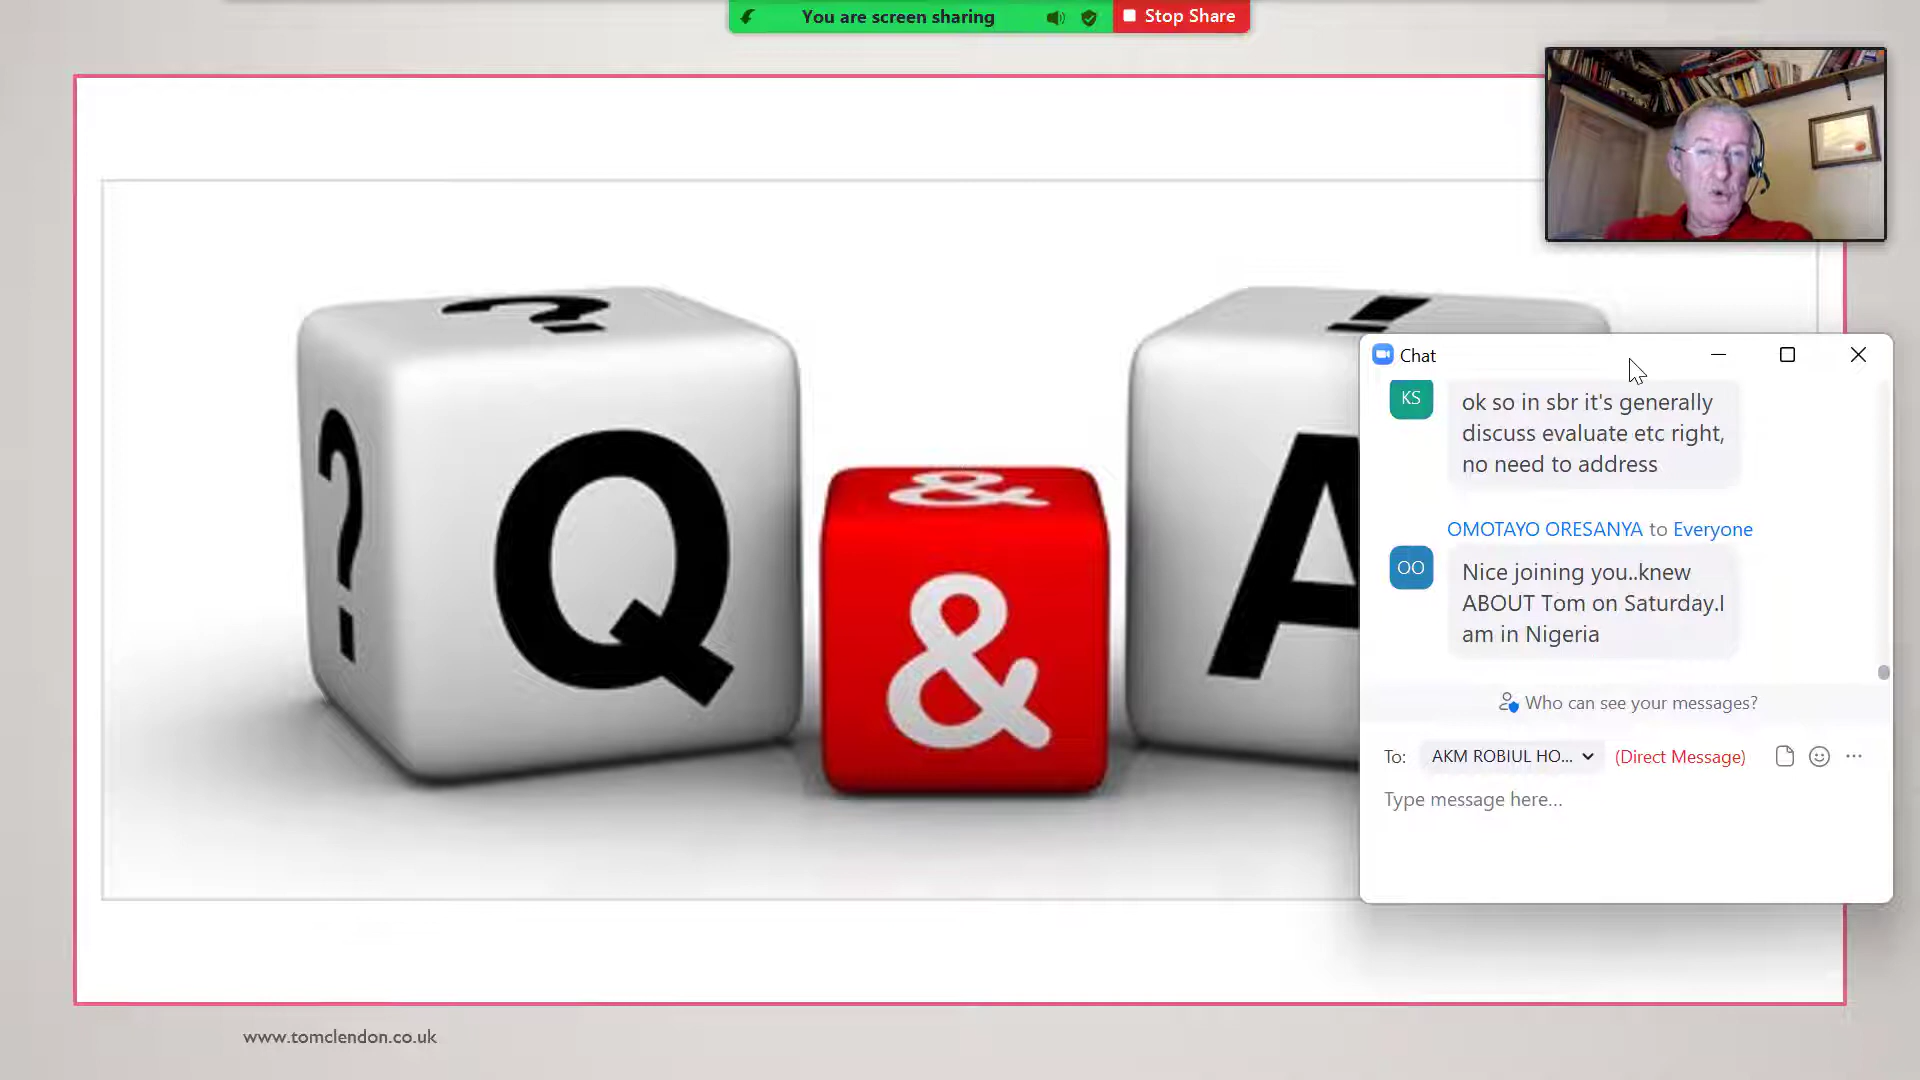 You are screen sharing
Stop Share
?
?
Q
&
&
!
A
Chat
KS
ok so in sbr it's generally
discuss evaluate etc right,
no need to address
OMOTAYO ORESANYA to Everyone
OO
Nice joining you..knew
ABOUT Tom on Saturday.I
am in Nigeria
Who can see your messages?
To: AKM ROBIUL HO... (Direct Message)
Type message here...
www.tomclendon.co.uk